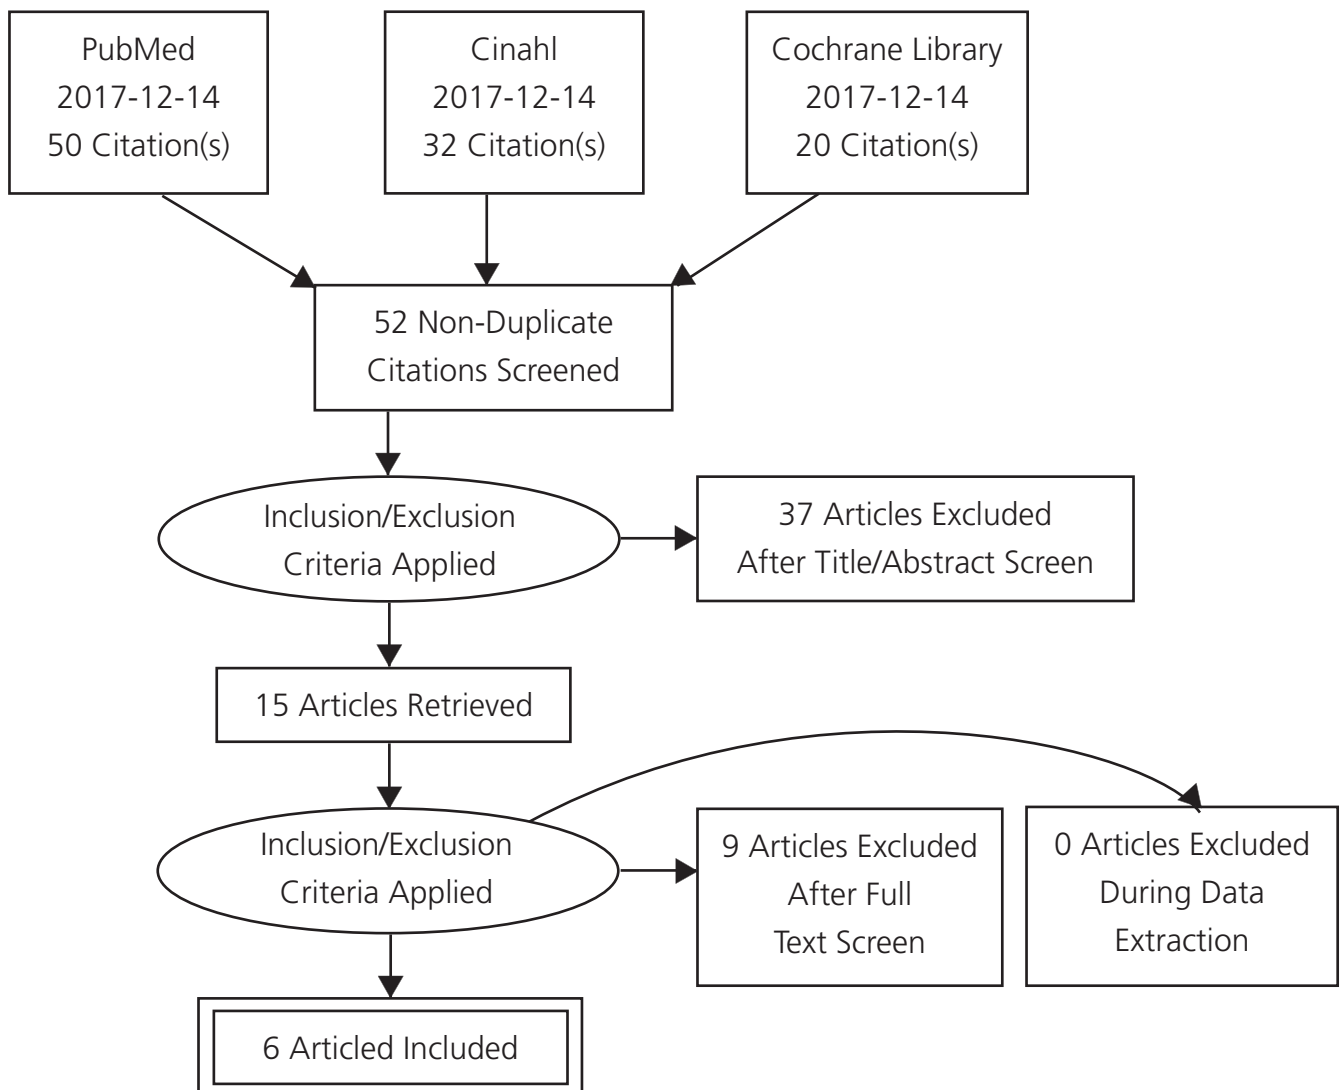 PubMed
2017-12-14
50 Citation(s)
Cinahl
2017-12-14
32 Citation(s)
Cochrane Library
2017-12-14
20 Citation(s)
52 Non-Duplicate
Citations Screened
Inclusion/Exclusion
Criteria Applied
37 Articles Excluded
After Title/Abstract Screen
15 Articles Retrieved
Inclusion/Exclusion
Criteria Applied
9 Articles Excluded
After Full
Text Screen
0 Articles Excluded
During Data
Extraction
6 Articled Included